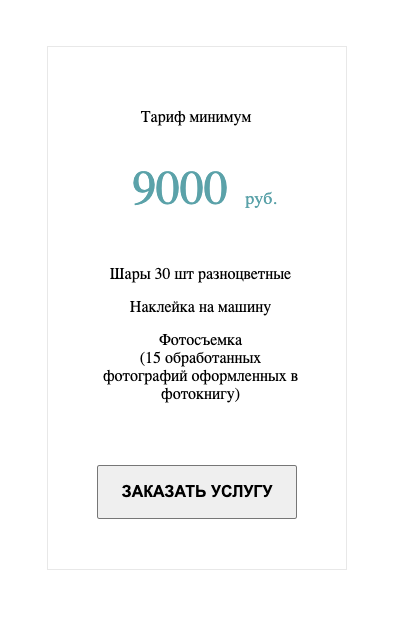 Тариф минимум
9000 руб.
Шары 30 шт разноцветные
Наклейка на машину
Фотосъемка
(15 обработанных
фотографий оформленных в
фотокнигу)
ЗАКАЗАТЬ УСЛУГУ